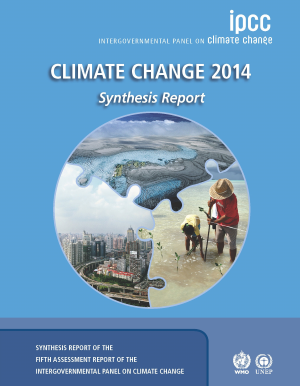 ipcc
INTERGOVERNMENTAL PANEL ON climate change
CLIMATE CHANGE 2014
Synthesis Report
SYNTHESIS REPORT OF THE
FIFTH ASSESSMENT REPORT OF THE
INTERGOVERNMENTAL PANEL ON CLIMATE CHANGE
WMO UNEP